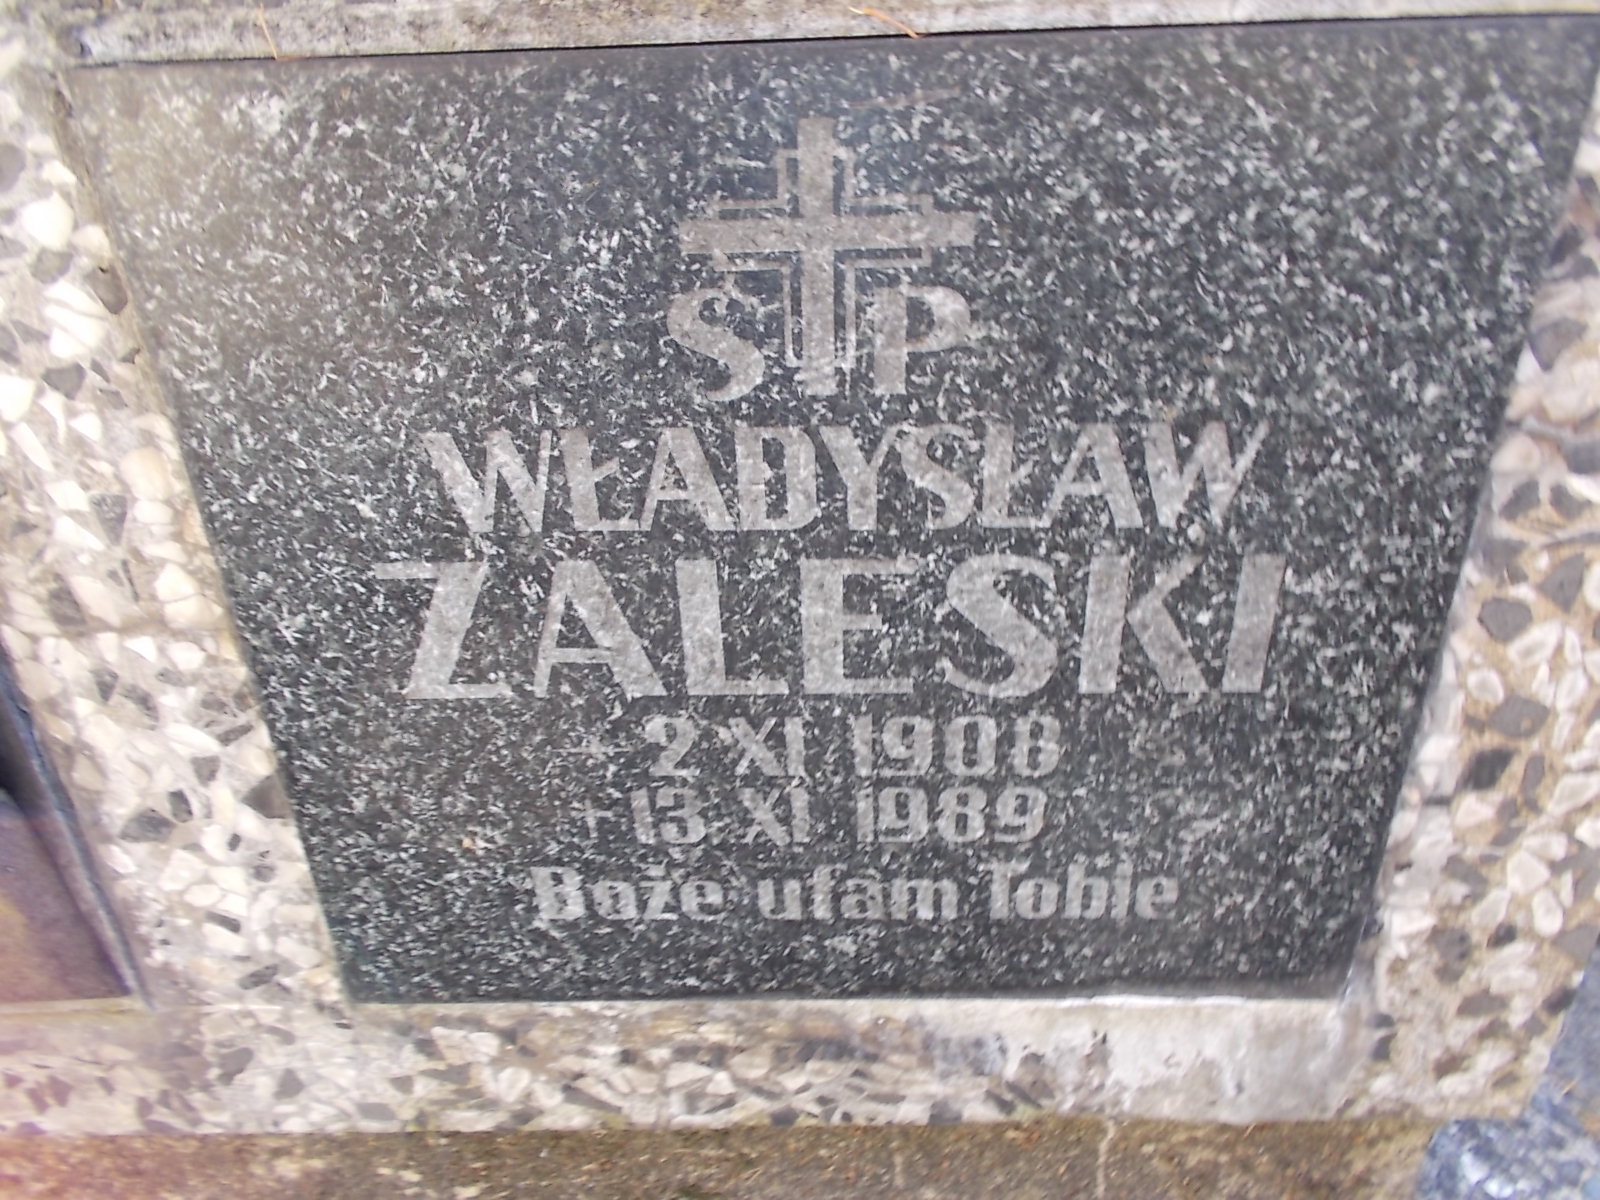 S P
WŁADYSŁAW
ZALESKI
* 2 XI 1908
+ 13 XI 1989
Boże ufam Tobie